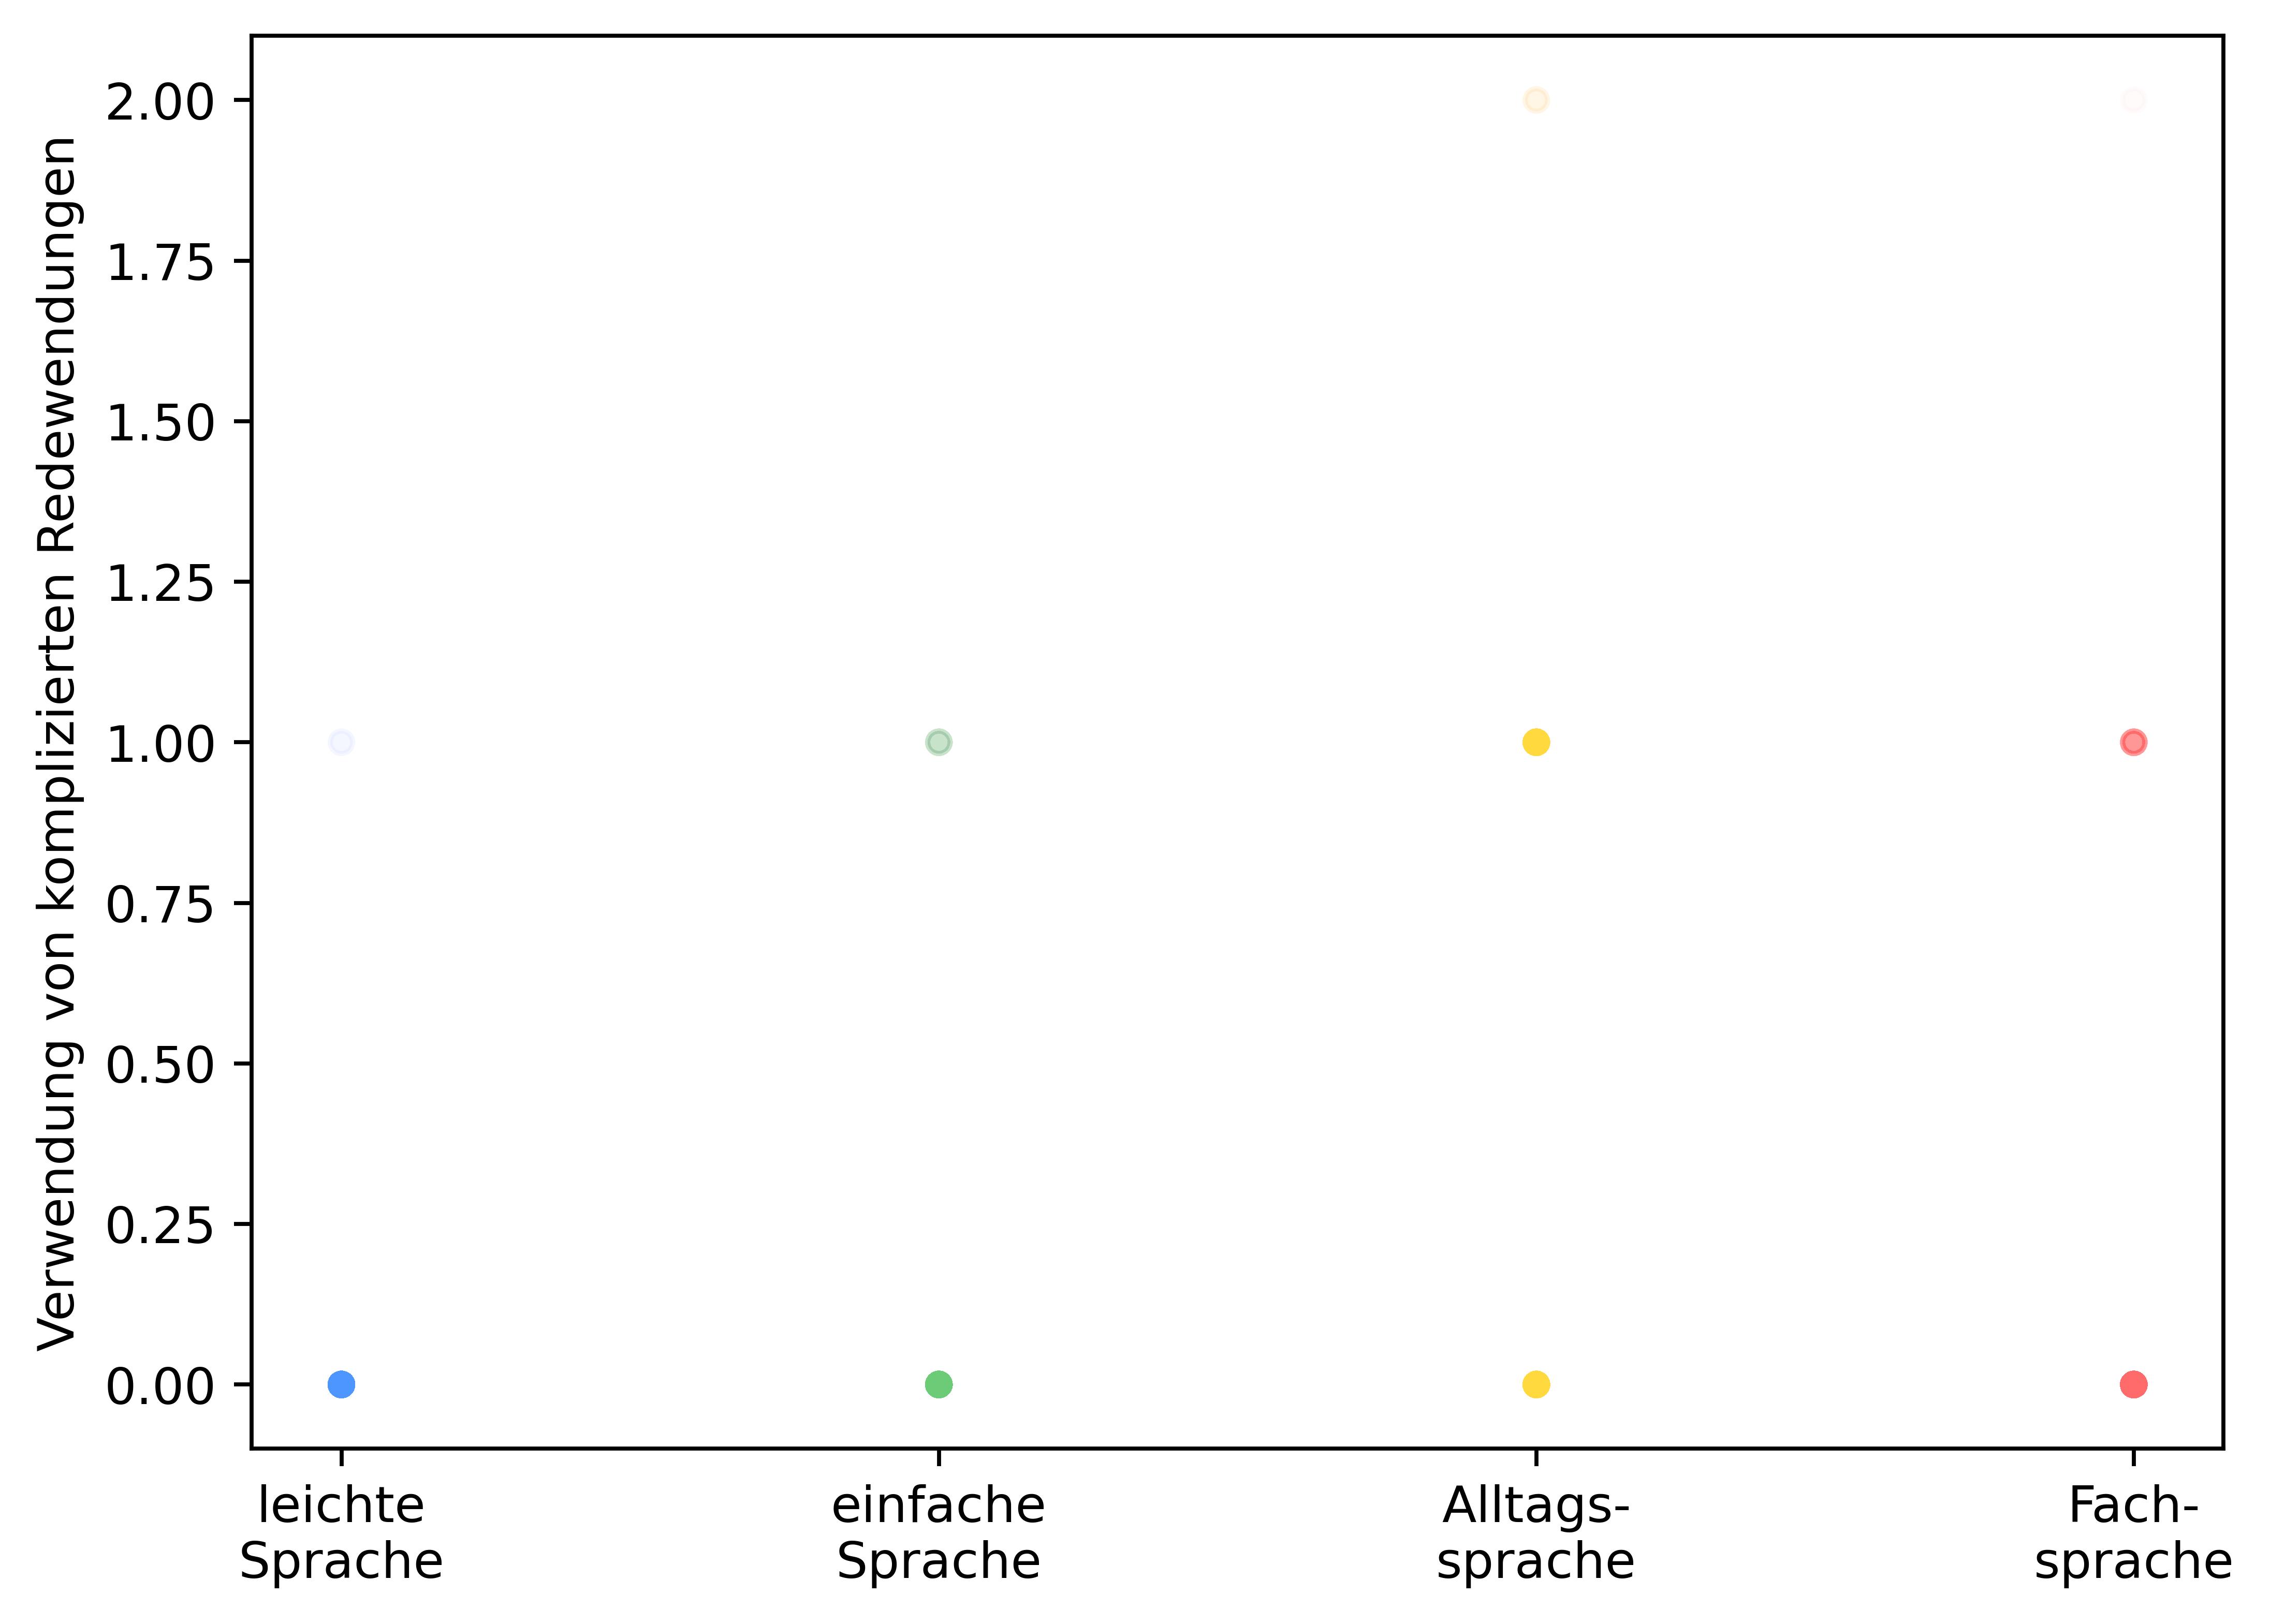 Verwendung von komplizierten Redewendungen
2.00
1.75
1.50
1.25
1.00
0.75
0.50
0.25
0.00
leichte
Sprache
einfache
Sprache
Alltags-
sprache
Fach-
sprache